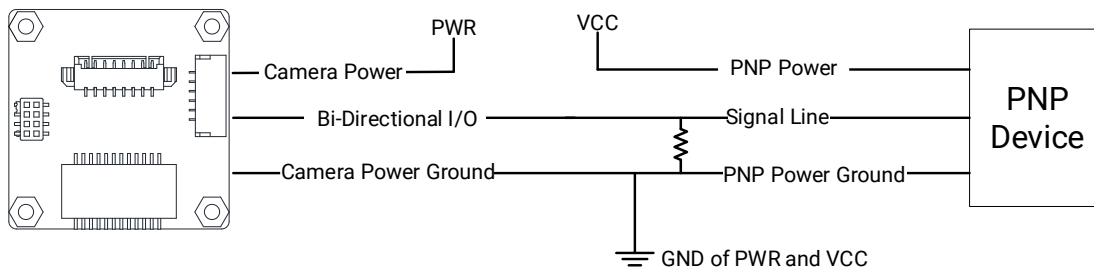 PWR
VCC
Camera Power
PNP Power
Bi-Directional I/O
Signal Line
PNP
Device
Camera Power Ground
PNP Power Ground
GND of PWR and VCC